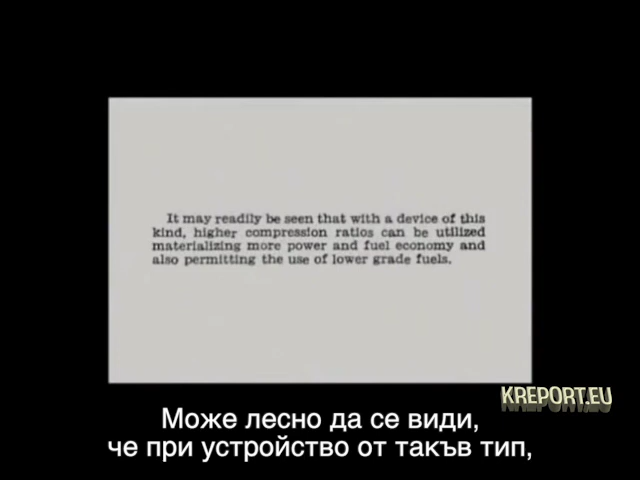 It may readily be seen that with a device of this
kind, higher compression ratios can be utilized
materializing more power and fuel economy and
also permitting the use of lower grade fuels.
KREPORT.EU
Може лесно да се види,
че при устройство от такъв тип,